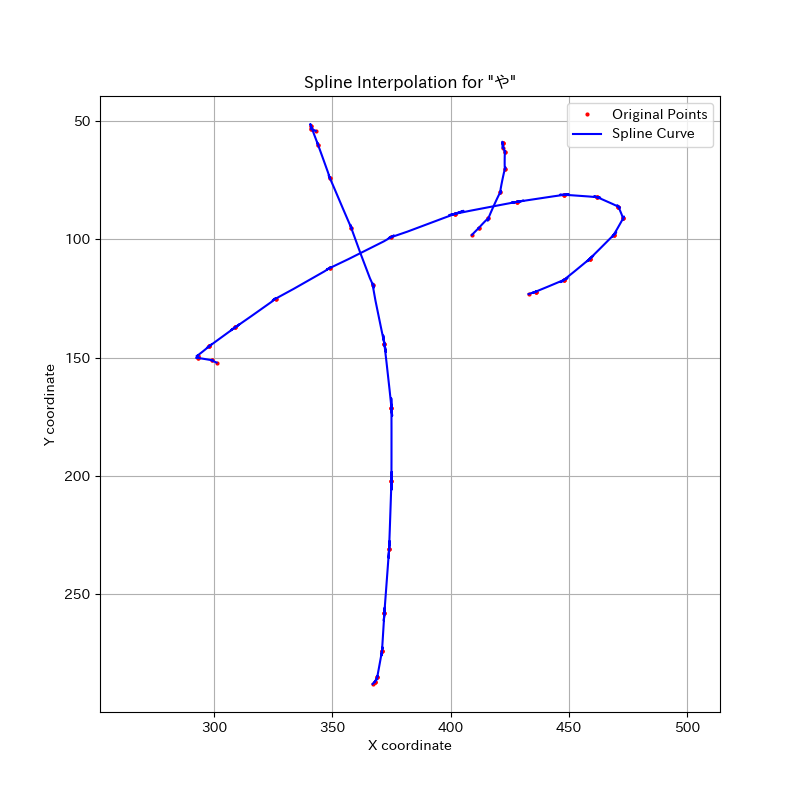 Spline Interpolation for "や"
Original Points
Spline Curve
50
100
150
200
250
Y coordinate
300
350
400
450
500
X coordinate
や